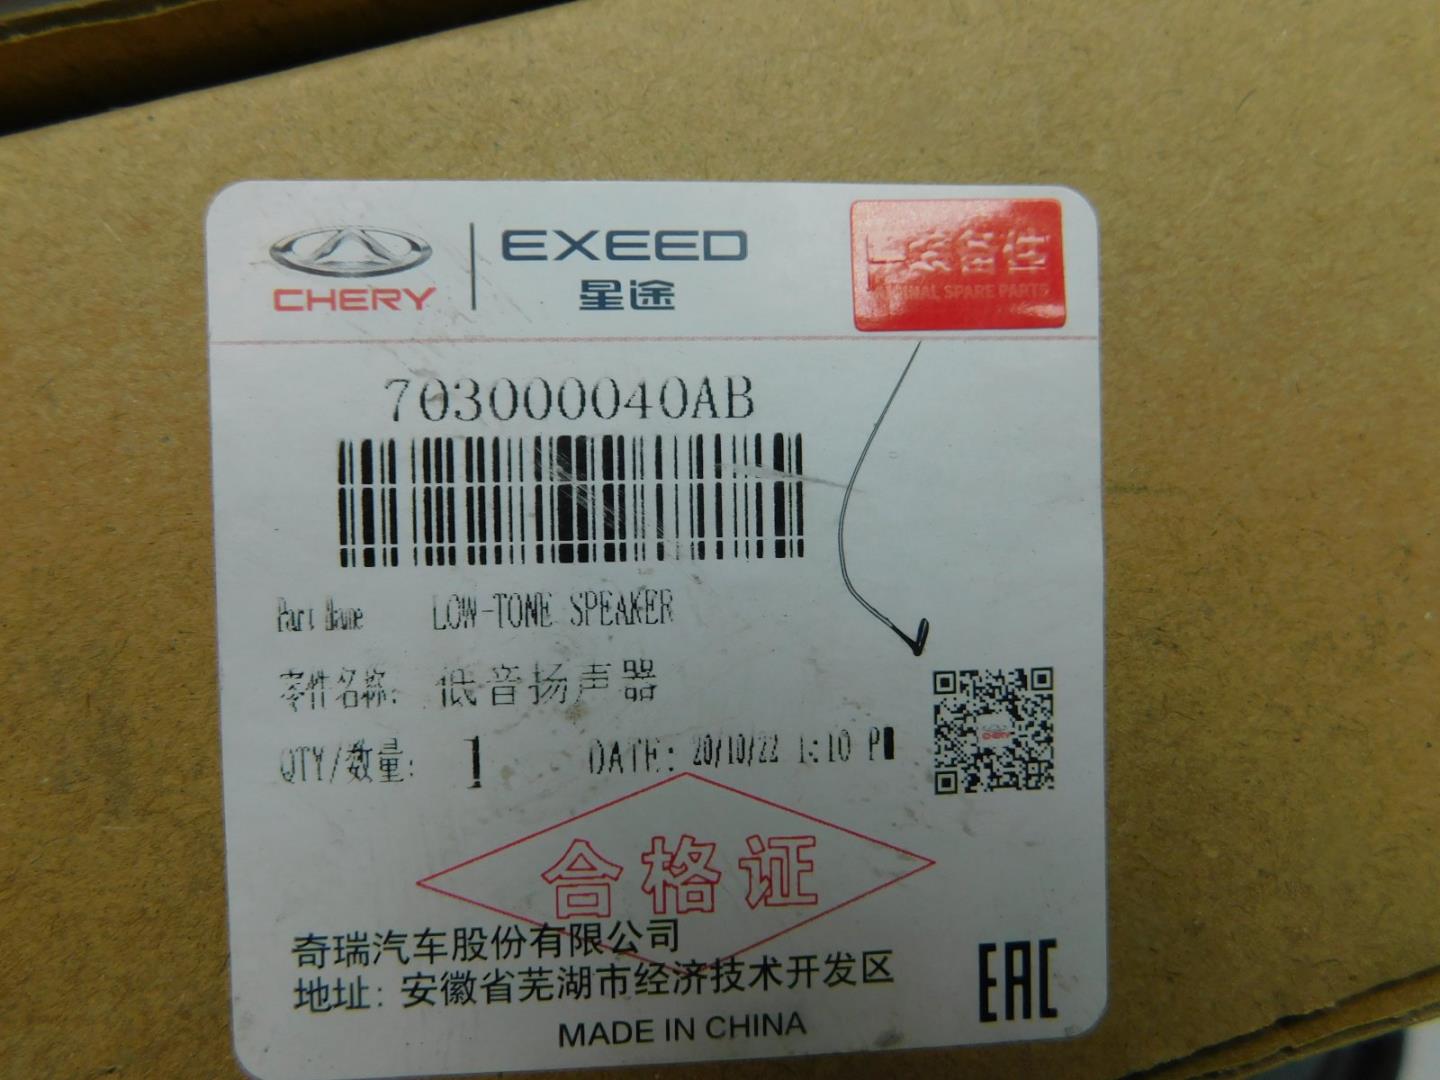 CHERY
EXEED
星途
SPARE PARTS
703000040AB
Part Name LOW-TONE SPEAKER
零件名称: 低音扬声器
QTY/数量: 1 DATE: 20/10/22 1:10 P
CHERY
合格证
奇瑞汽车股份有限公司
地址: 安徽省芜湖市经济技术开发区
MADE IN CHINA
EAC